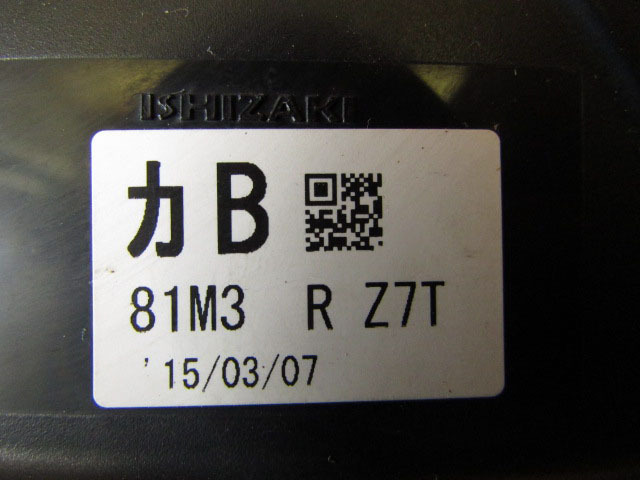 ISHIZAKI
カB
81M3 R Z7T
'15/03/07